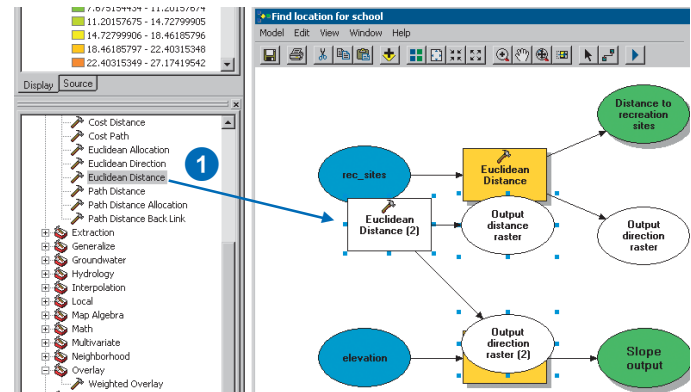 7.675154434 - 11.20157674
11.20157675 - 14.72799905
14.72799906 - 18.46185796
18.46185797 - 22.40315348
22.40315349 - 27.17419542
Display Source
Cost Distance
Cost Path
Euclidean Allocation
Euclidean Direction
Euclidean Distance
Path Distance
Path Distance Allocation
Path Distance Back Link
Extraction
Generalize
Groundwater
Hydrology
Interpolation
Local
Map Algebra
Math
Multivariate
Neighborhood
Overlay
Weighted Overlay
1
Find location for school
Model Edit View Window Help
Distance to
recreation
sites
rec_sites
Euclidean
Distance
Euclidean
Distance (2)
Output
distance
raster
Output
direction
raster
Output
direction
raster (2)
elevation
Slope
output